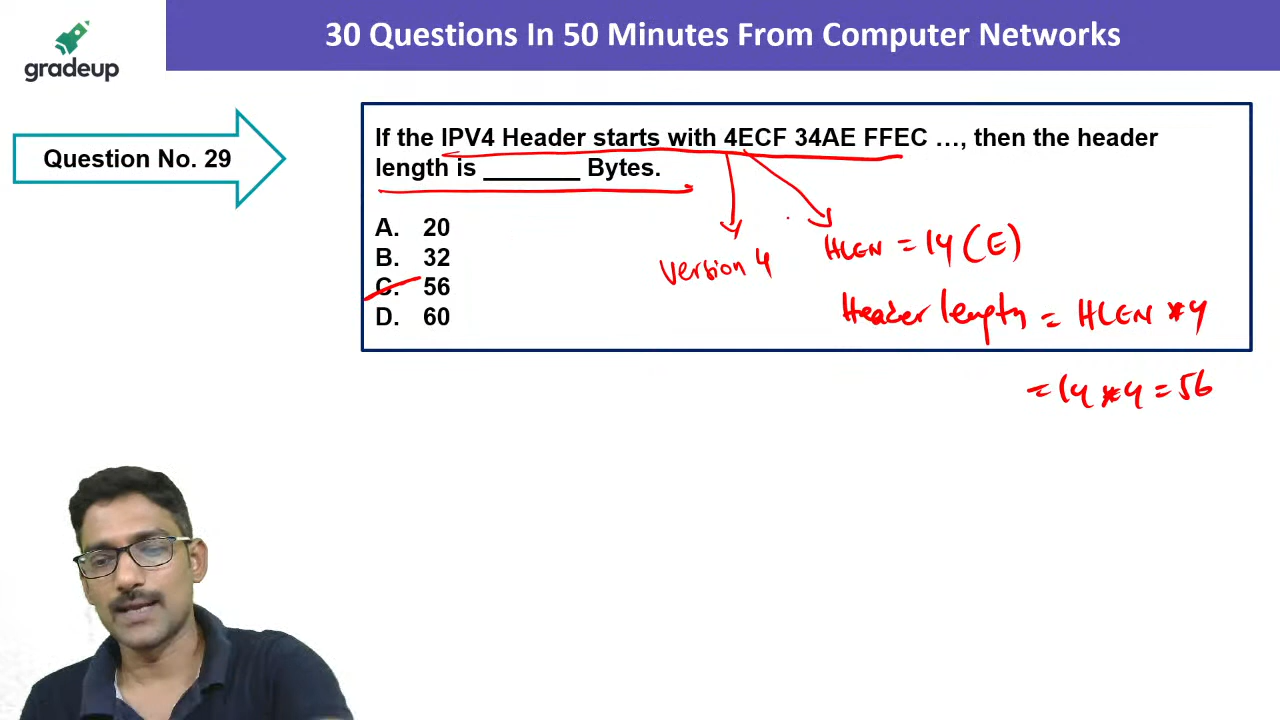 30 Questions In 50 Minutes From Computer Networks
gradeup
Question No. 29
If the IPV4 Header starts with 4ECF 34AE FFEC …, then the header
length is _______ Bytes.
A. 20
B. 32
C. 56
D. 60
Version 4
HLEN = 14 (E)
Header length = HLEN * 4
= 14 * 4 = 56